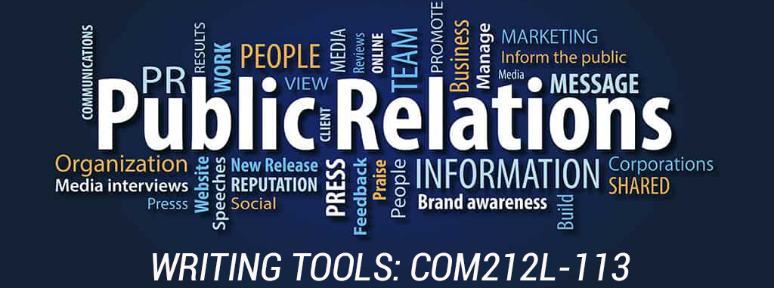 COMMUNICATIONS
PR
RESULTS
WORK
PEOPLE
VIEW
MEDIA
Reviews
ONLINE
TEAM
PROMOTE
Business
Manage
MARKETING
Inform the public
Media
MESSAGE
Public Relations
CLIENT
Organization
Media interviews
Presss
Website
Speeches
New Release
REPUTATION
Social
PRESS
Feedback
Praise
People
INFORMATION
Brand awareness
Build
Corporations
SHARED
WRITING TOOLS: COM212L-113